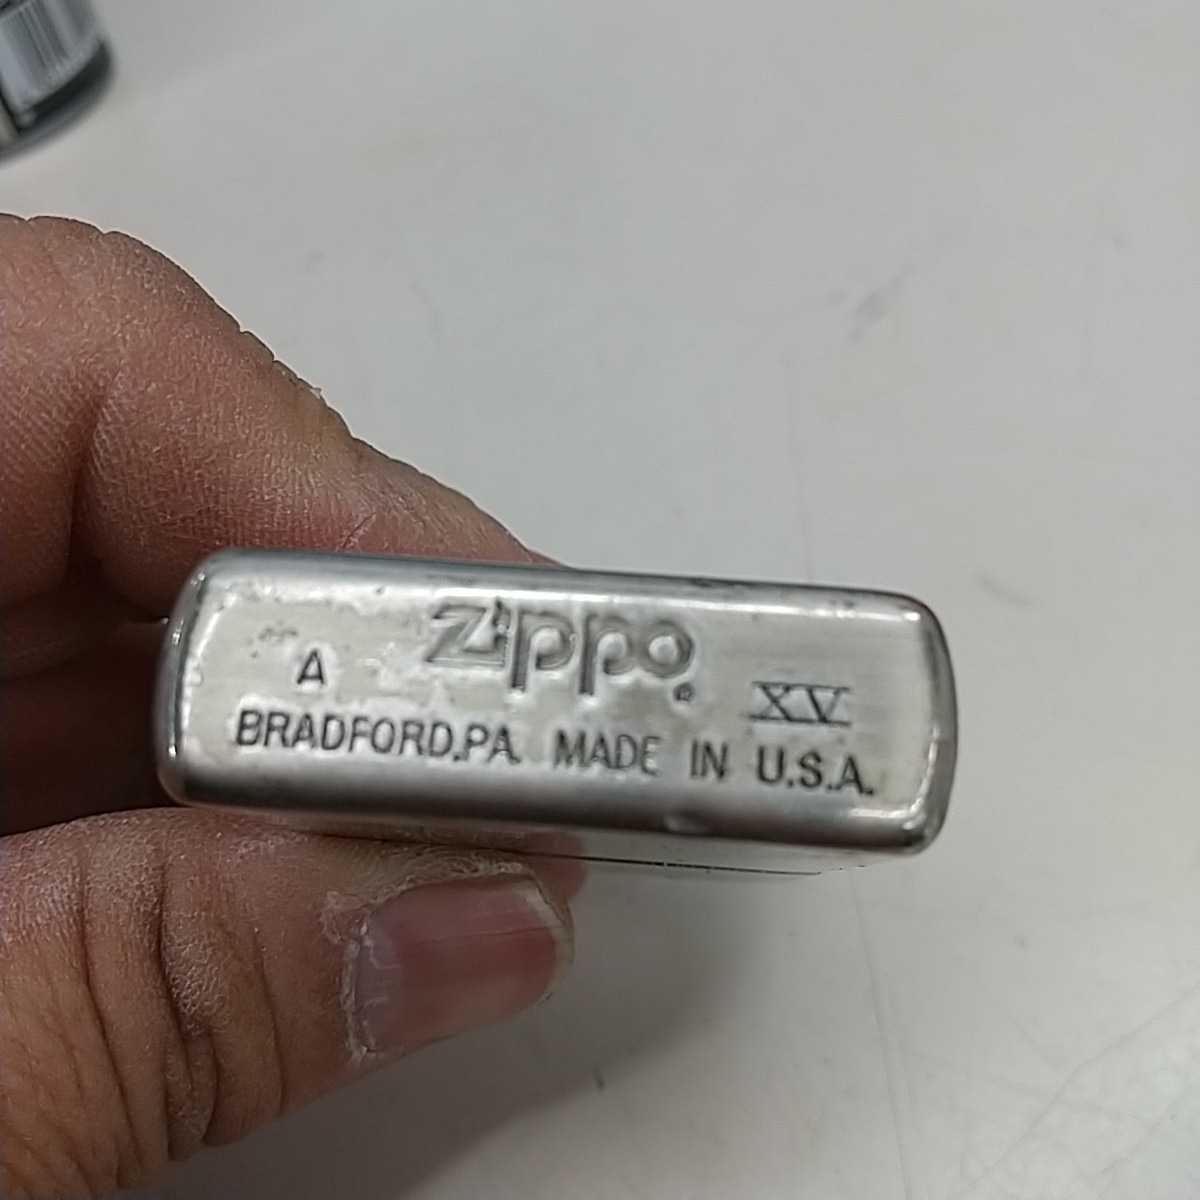 Zippo®
A XV
BRADFORD,PA. MADE IN U.S.A.